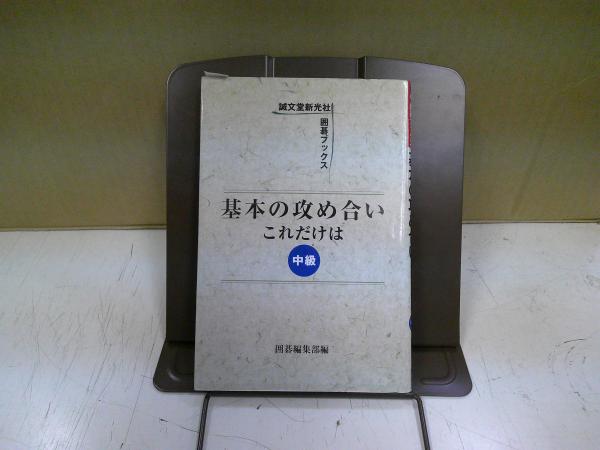 誠文堂新光社
囲碁ブックス
基本の攻め合い
これだけは
中級
囲碁編集部編